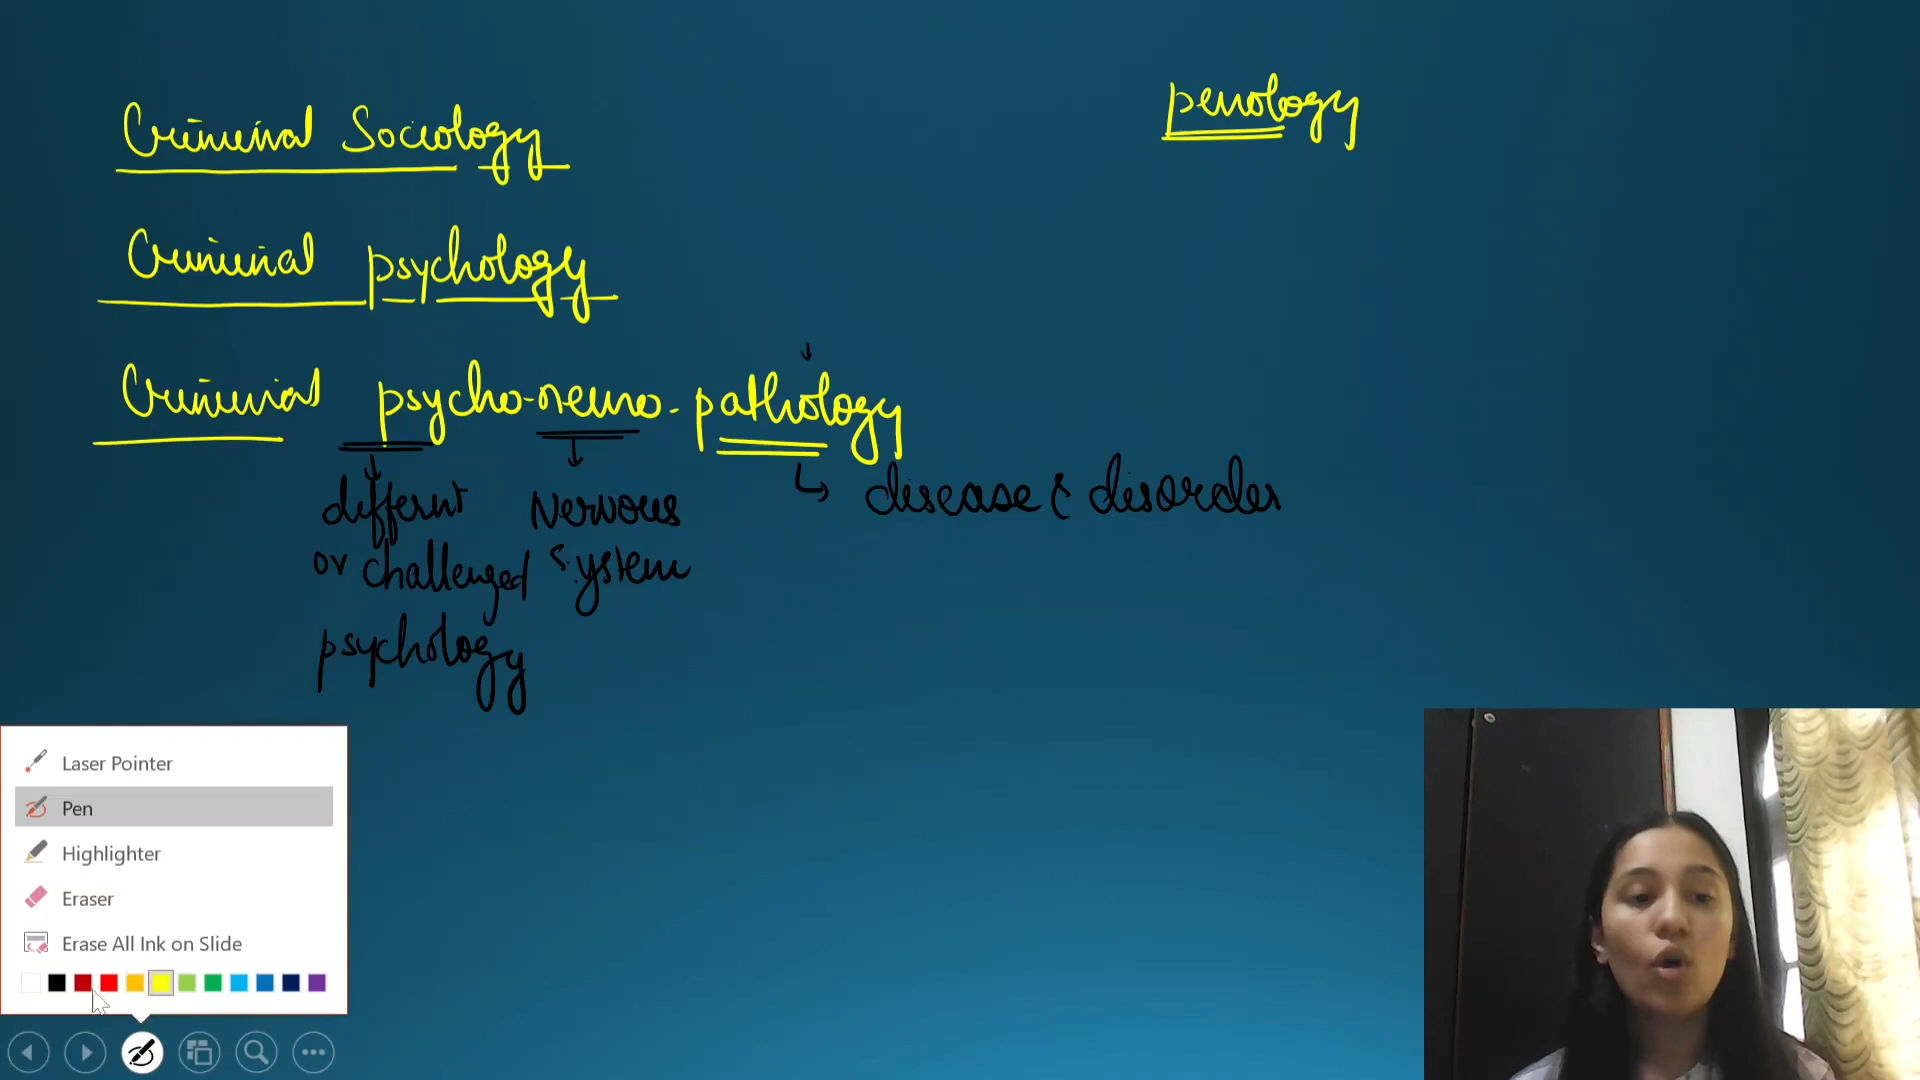 penology
Criminal Sociology
Criminal psychology
Criminal psycho-neuro-pathology
differnt
or challenged
psychology
Nervous
system
disease & disorder
Laser Pointer
Pen
Highlighter
Eraser
Erase All Ink on Slide